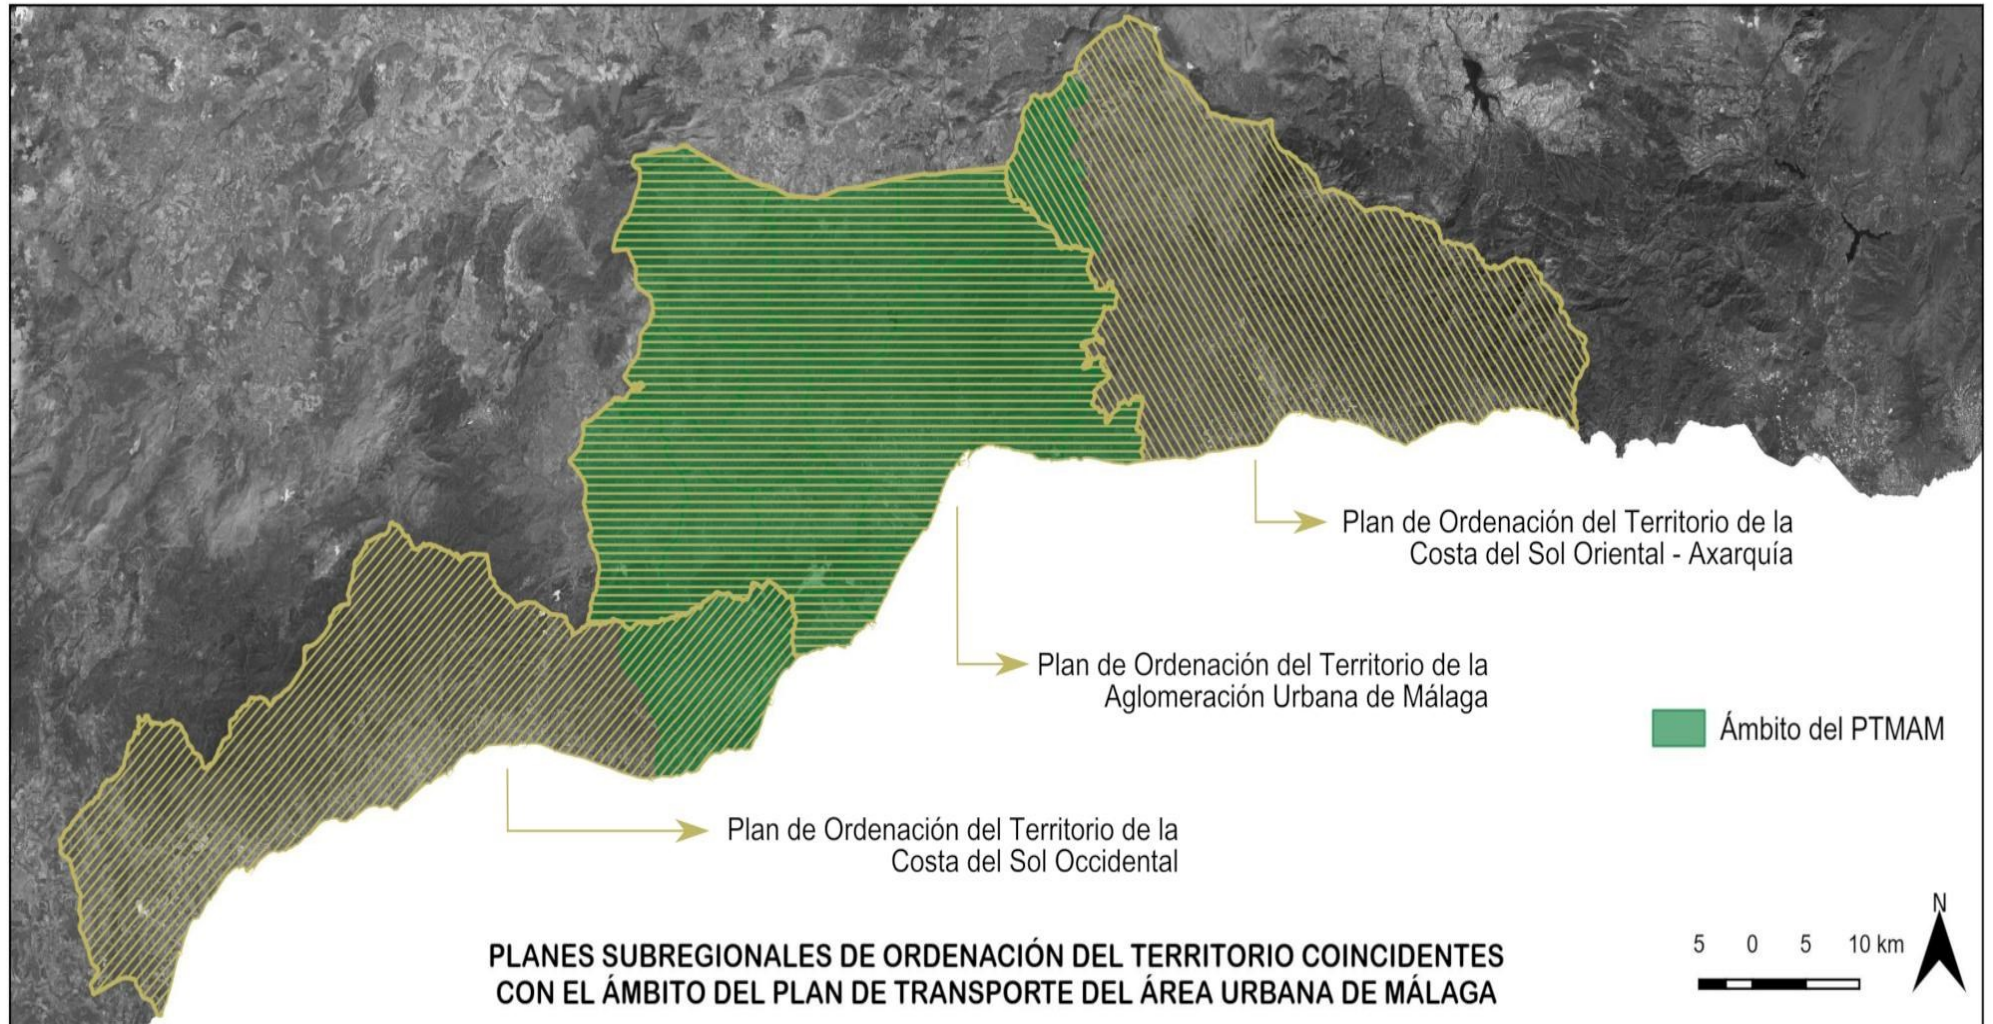 Plan de Ordenación del Territorio de la
Costa del Sol Oriental - Axarquía
Plan de Ordenación del Territorio de la
Aglomeración Urbana de Málaga
Ámbito del PTMAM
Plan de Ordenación del Territorio de la
Costa del Sol Occidental
PLANES SUBREGIONALES DE ORDENACIÓN DEL TERRITORIO COINCIDENTES
CON EL ÁMBITO DEL PLAN DE TRANSPORTE DEL ÁREA URBANA DE MÁLAGA
5 0 5 10 km
N